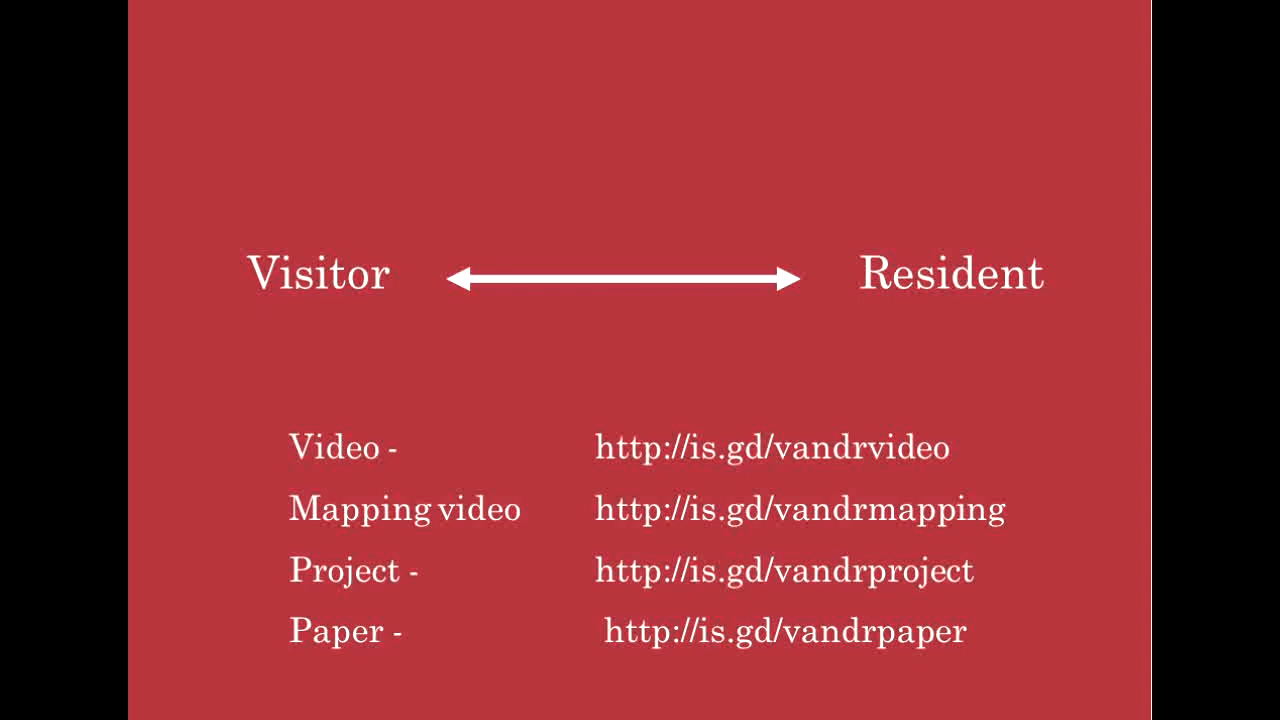 Visitor Resident
Video - http://is.gd/vandrvideo
Mapping video http://is.gd/vandrmapping
Project - http://is.gd/vandrproject
Paper - http://is.gd/vandrpaper